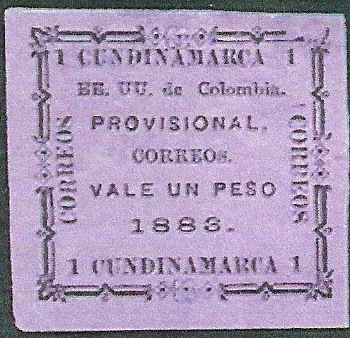 1 CUNDINAMARCA 1
EE. UU. de Colombia.
PROVISIONAL.
CORREOS.
VALE UN PESO
1883.
1 CUNDINAMARCA 1
CORREOS
CORREOS